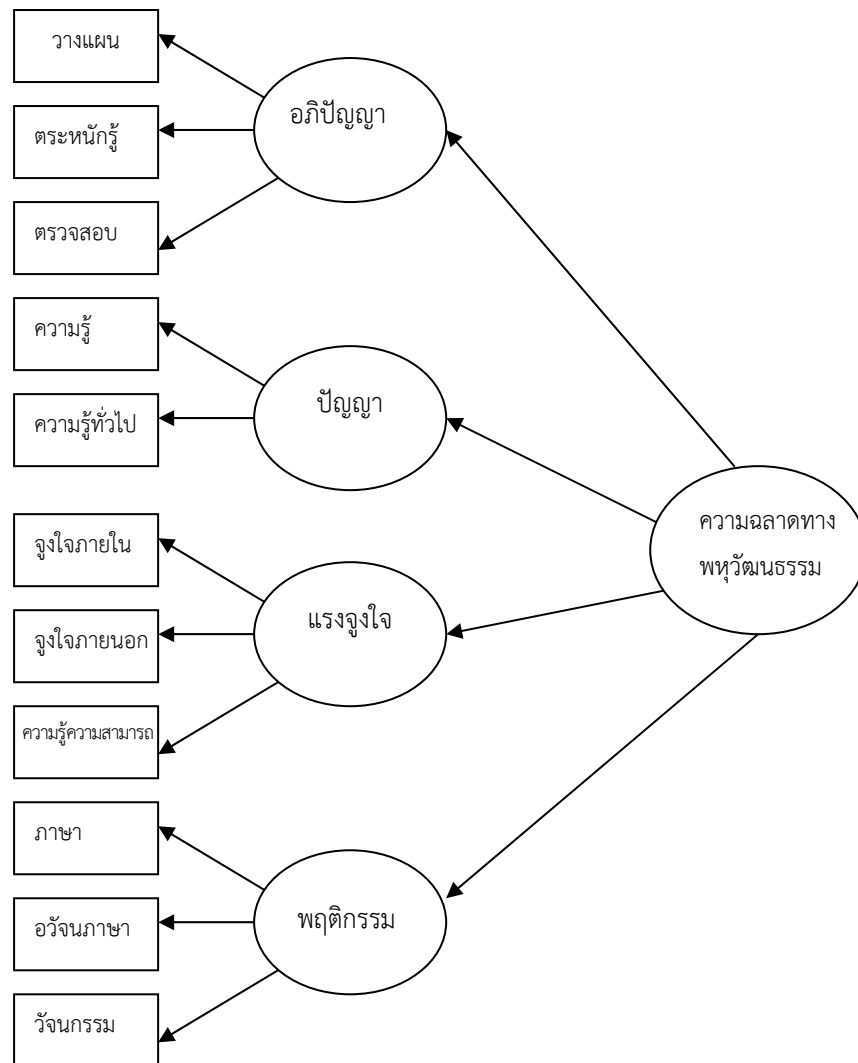 วางแผน
ตระหนักรู้
ตรวจสอบ
อภิปัญญา
ความรู้
ความรู้ทั่วไป
ปัญญา
จูงใจภายใน
จูงใจภายนอก
ความรู้ความสามารถ
แรงจูงใจ
ภาษา
อวัจนภาษา
วัจนกรรม
พฤติกรรม
ความฉลาดทาง
พหุวัฒนธรรม